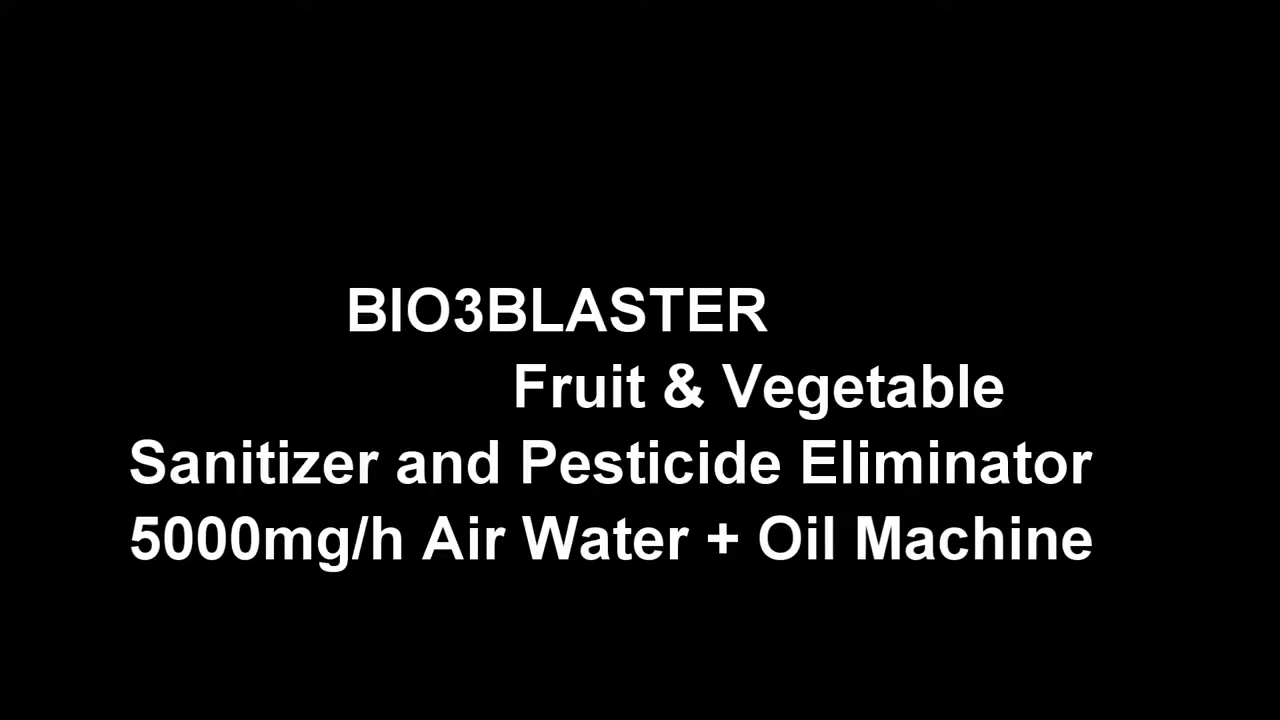 BIO3BLASTER
Fruit & Vegetable
Sanitizer and Pesticide Eliminator
5000mg/h Air Water + Oil Machine